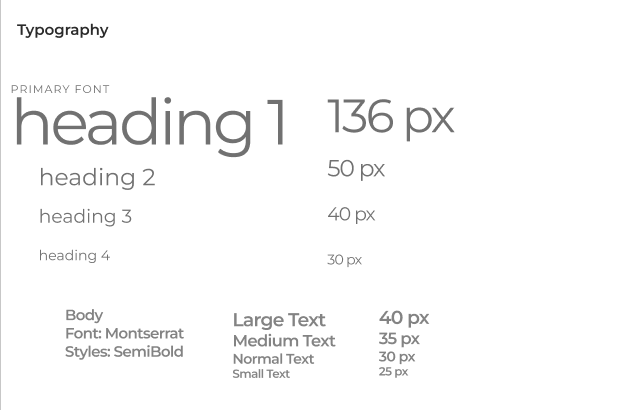 Typography
PRIMARY FONT
heading 1 136 px
heading 2 50 px
heading 3 40 px
heading 4 30 px
Body
Font: Montserrat
Styles: SemiBold
Large Text 40 px
Medium Text 35 px
Normal Text 30 px
Small Text 25 px